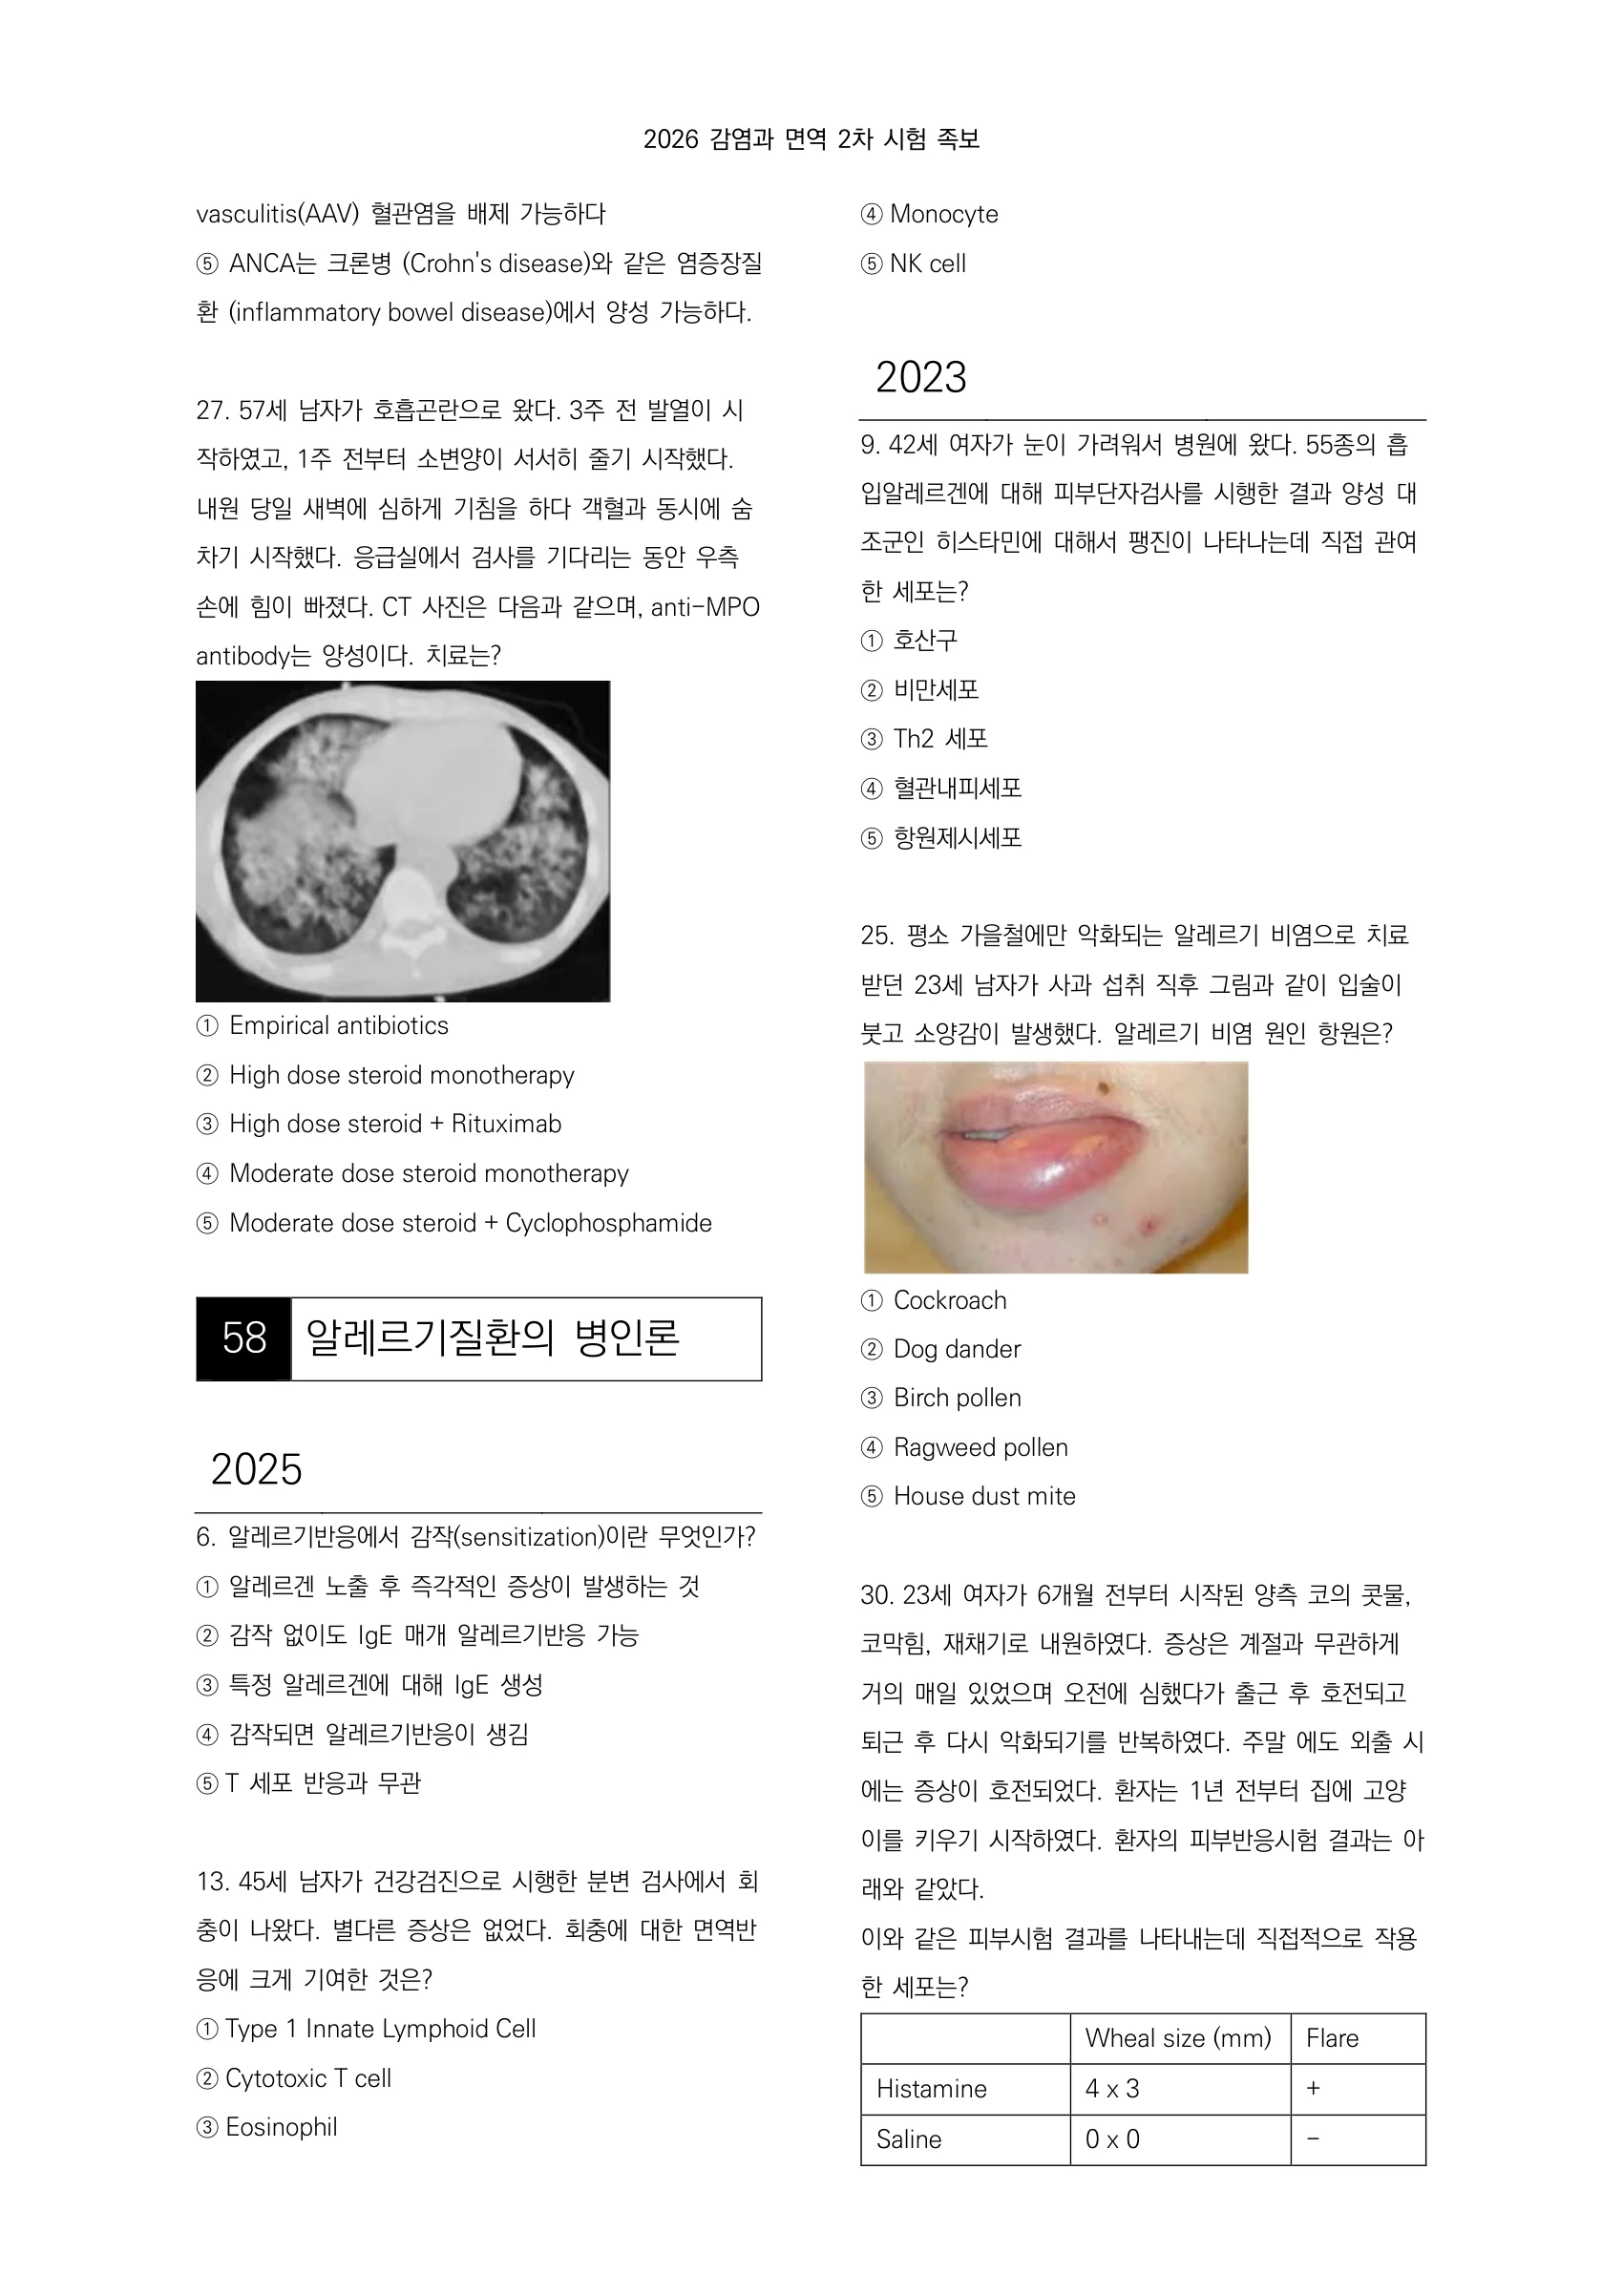 2026 감염과 면역 2차 시험 족보
vasculitis(AAV) 혈관염을 배제 가능하다
⑤ ANCA는 크론병 (Crohn's disease)와 같은 염증장질
환 (inflammatory bowel disease)에서 양성 가능하다.
27. 57세 남자가 호흡곤란으로 왔다. 3주 전 발열이 시
작하였고, 1주 전부터 소변양이 서서히 줄기 시작했다.
내원 당일 새벽에 심하게 기침을 하다 객혈과 동시에 숨
차기 시작했다. 응급실에서 검사를 기다리는 동안 우측
손에 힘이 빠졌다. CT 사진은 다음과 같으며, anti-MPO
antibody는 양성이다. 치료는?
① Empirical antibiotics
② High dose steroid monotherapy
③ High dose steroid + Rituximab
④ Moderate dose steroid monotherapy
⑤ Moderate dose steroid + Cyclophosphamide
58 알레르기질환의 병인론
2025
6. 알레르기반응에서 감작(sensitization)이란 무엇인가?
① 알레르겐 노출 후 즉각적인 증상이 발생하는 것
② 감작 없이도 IgE 매개 알레르기반응 가능
③ 특정 알레르겐에 대해 IgE 생성
④ 감작되면 알레르기반응이 생김
⑤ T 세포 반응과 무관
13. 45세 남자가 건강검진으로 시행한 분변 검사에서 회
충이 나왔다. 별다른 증상은 없었다. 회충에 대한 면역반
응에 크게 기여한 것은?
① Type 1 Innate Lymphoid Cell
② Cytotoxic T cell
③ Eosinophil
④ Monocyte
⑤ NK cell
2023
9. 42세 여자가 눈이 가려워서 병원에 왔다. 55종의 흡
입알레르겐에 대해 피부단자검사를 시행한 결과 양성 대
조군인 히스타민에 대해서 팽진이 나타나는데 직접 관여
한 세포는?
① 호산구
② 비만세포
③ Th2 세포
④ 혈관내피세포
⑤ 항원제시세포
25. 평소 가을철에만 악화되는 알레르기 비염으로 치료
받던 23세 남자가 사과 섭취 직후 그림과 같이 입술이
붓고 소양감이 발생했다. 알레르기 비염 원인 항원은?
① Cockroach
② Dog dander
③ Birch pollen
④ Ragweed pollen
⑤ House dust mite
30. 23세 여자가 6개월 전부터 시작된 양측 코의 콧물,
코막힘, 재채기로 내원하였다. 증상은 계절과 무관하게
거의 매일 있었으며 오전에 심했다가 출근 후 호전되고
퇴근 후 다시 악화되기를 반복하였다. 주말 에도 외출 시
에는 증상이 호전되었다. 환자는 1년 전부터 집에 고양
이를 키우기 시작하였다. 환자의 피부반응시험 결과는 아
래와 같았다.
이와 같은 피부시험 결과를 나타내는데 직접적으로 작용
한 세포는?
Wheal size (mm) Flare
Histamine 4 x 3 +
Saline 0 x 0 -